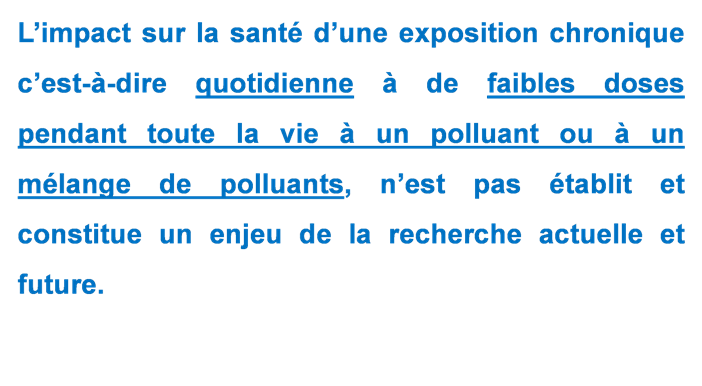 L’impact sur la santé d’une exposition chronique
c’est-à-dire quotidienne à de faibles doses
pendant toute la vie à un polluant ou à un
mélange de polluants, n’est pas établit et
constitue un enjeu de la recherche actuelle et
future.